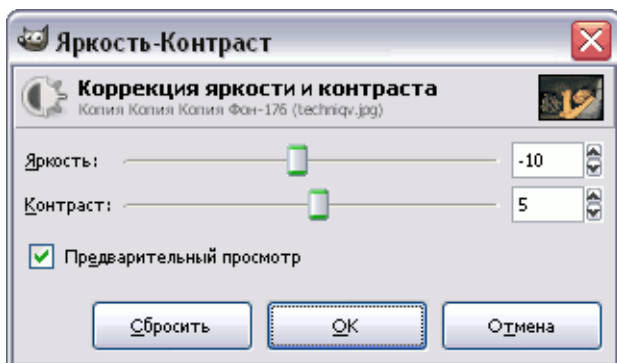 Яркость-Контраст
Коррекция яркости и контраста
Копия Копия Копия Фон-176 (techniqv.jpg)
Яркость: -10
Контраст: 5
Предварительный просмотр
Сбросить OK Отмена